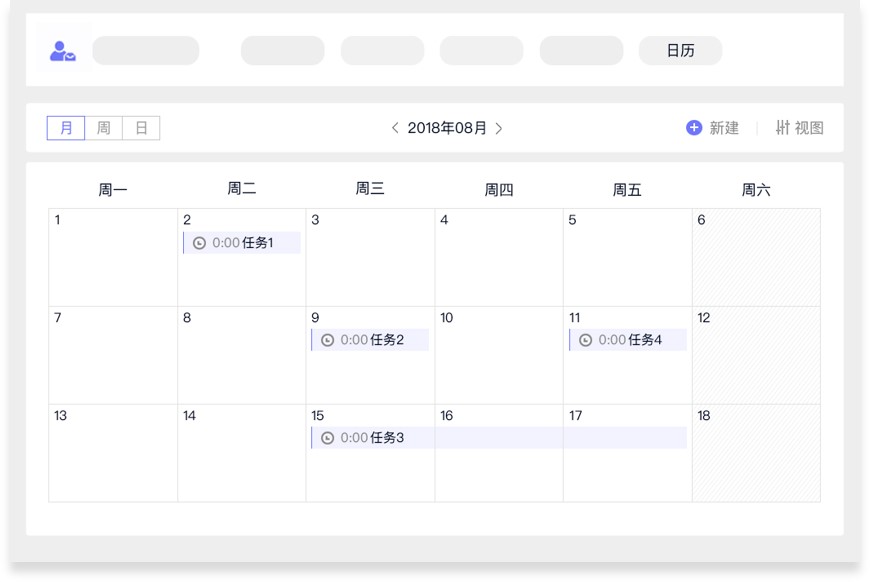 日历
月 周 日 2018年08月 新建 视图
周一 周二 周三 周四 周五 周六
1 2 3 4 5 6
0:00 任务1
7 8 9 10 11 12
0:00 任务2 0:00 任务4
13 14 15 16 17 18
0:00 任务3